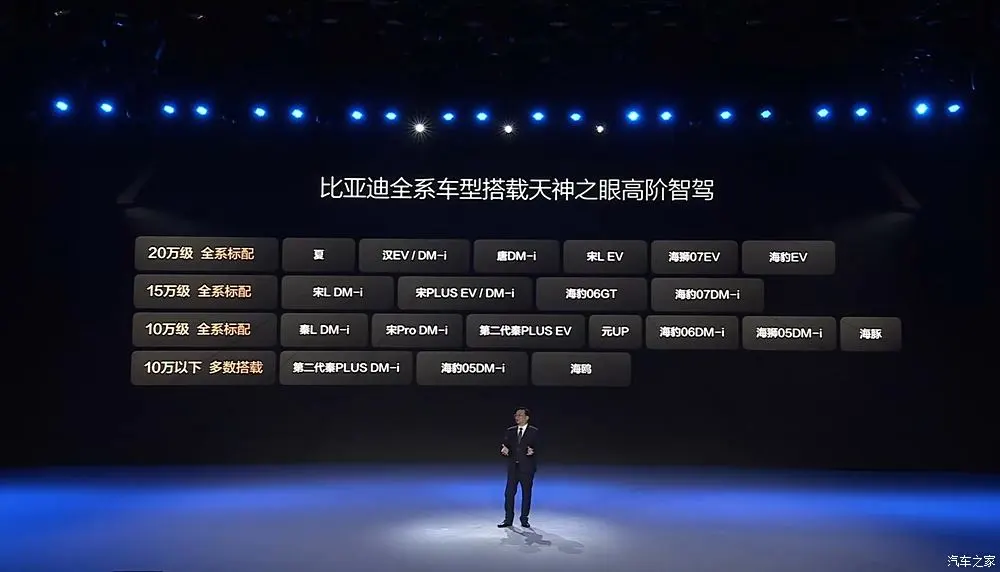 比亚迪全系车型搭载天神之眼高阶智驾
20万级 全系标配 夏 汉EV / DM-i 唐DM-i 宋L EV 海狮07EV 海豹EV
15万级 全系标配 宋L DM-i 宋PLUS EV / DM-i 海豹06GT 海豹07DM-i
10万级 全系标配 秦L DM-i 宋Pro DM-i 第二代秦PLUS EV 元UP 海豹06DM-i 海狮05DM-i 海豚
10万以下 多数搭载 第二代秦PLUS DM-i 海豹05DM-i 海鸥
汽车之家